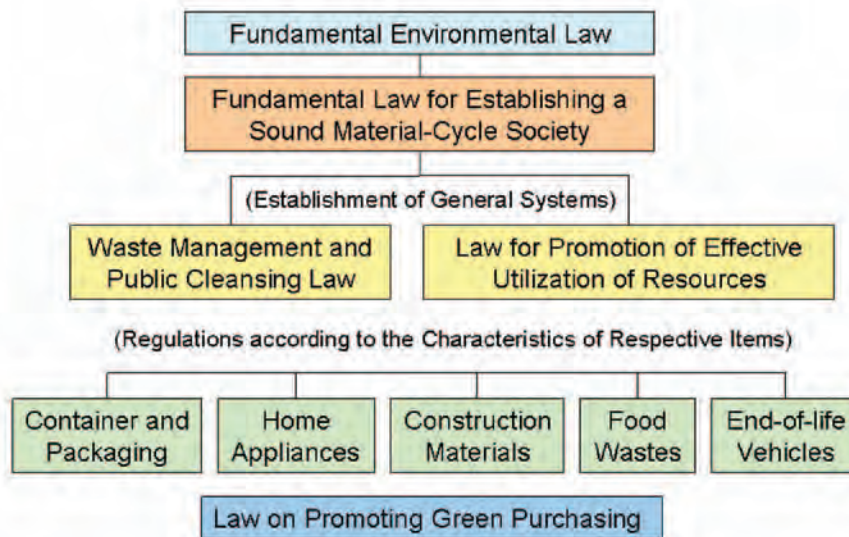 Fundamental Environmental Law
Fundamental Law for Establishing a
Sound Material-Cycle Society
(Establishment of General Systems)
Waste Management and
Public Cleansing Law
Law for Promotion of Effective
Utilization of Resources
(Regulations according to the Characteristics of Respective Items)
Container and
Packaging
Home
Appliances
Construction
Materials
Food
Wastes
End-of-life
Vehicles
Law on Promoting Green Purchasing